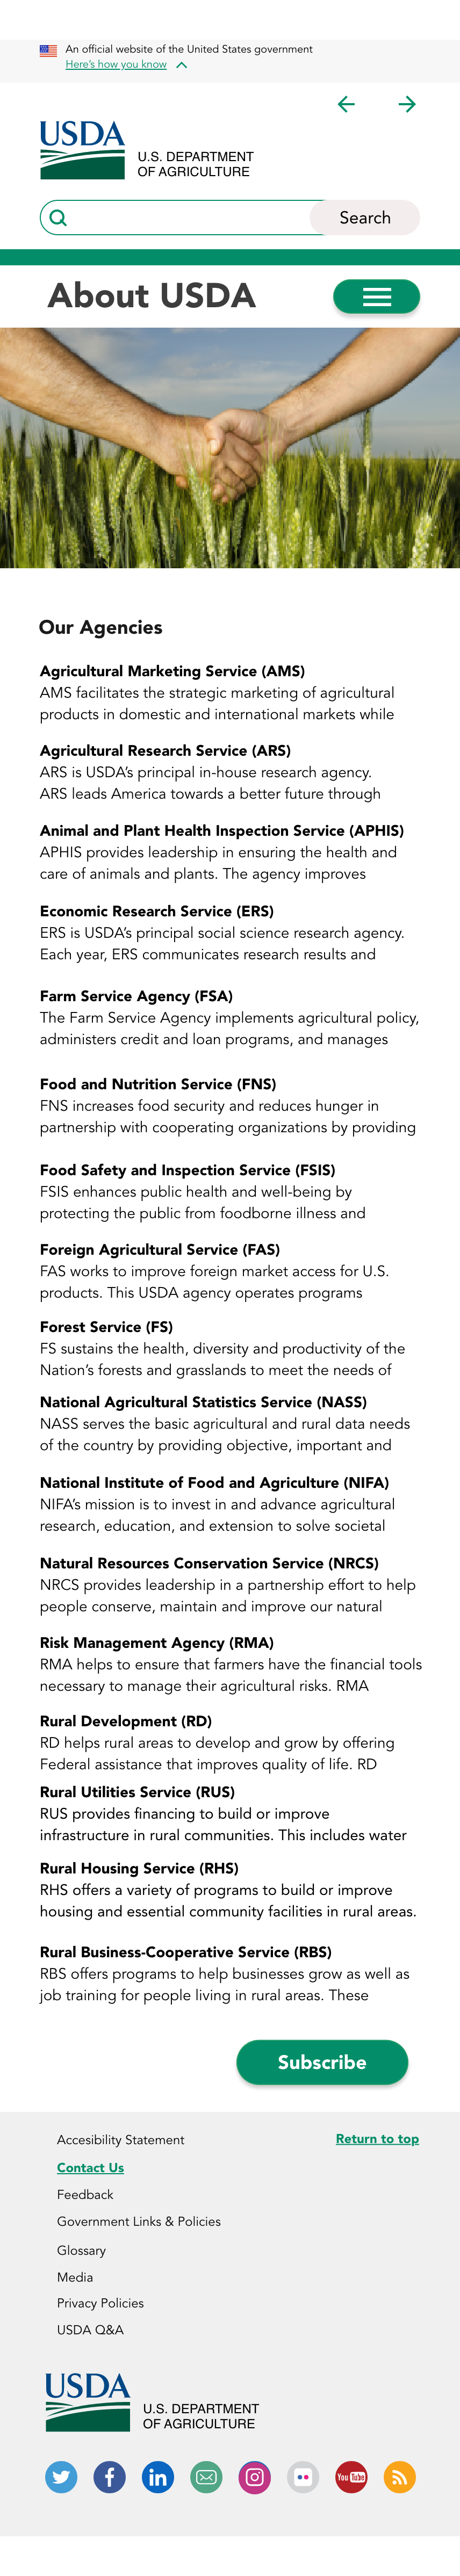 An official website of the United States government
Here's how you know
USDA
U.S. DEPARTMENT
OF AGRICULTURE
Search
About USDA
Our Agencies
Agricultural Marketing Service (AMS)
AMS facilitates the strategic marketing of agricultural
products in domestic and international markets while
Agricultural Research Service (ARS)
ARS is USDA's principal in-house research agency.
ARS leads America towards a better future through
Animal and Plant Health Inspection Service (APHIS)
APHIS provides leadership in ensuring the health and
care of animals and plants. The agency improves
Economic Research Service (ERS)
ERS is USDA's principal social science research agency.
Each year, ERS communicates research results and
Farm Service Agency (FSA)
The Farm Service Agency implements agricultural policy,
administers credit and loan programs, and manages
Food and Nutrition Service (FNS)
FNS increases food security and reduces hunger in
partnership with cooperating organizations by providing
Food Safety and Inspection Service (FSIS)
FSIS enhances public health and well-being by
protecting the public from foodborne illness and
Foreign Agricultural Service (FAS)
FAS works to improve foreign market access for U.S.
products. This USDA agency operates programs
Forest Service (FS)
FS sustains the health, diversity and productivity of the
Nation's forests and grasslands to meet the needs of
National Agricultural Statistics Service (NASS)
NASS serves the basic agricultural and rural data needs
of the country by providing objective, important and
National Institute of Food and Agriculture (NIFA)
NIFA's mission is to invest in and advance agricultural
research, education, and extension to solve societal
Natural Resources Conservation Service (NRCS)
NRCS provides leadership in a partnership effort to help
people conserve, maintain and improve our natural
Risk Management Agency (RMA)
RMA helps to ensure that farmers have the financial tools
necessary to manage their agricultural risks. RMA
Rural Development (RD)
RD helps rural areas to develop and grow by offering
Federal assistance that improves quality of life. RD
Rural Utilities Service (RUS)
RUS provides financing to build or improve
infrastructure in rural communities. This includes water
Rural Housing Service (RHS)
RHS offers a variety of programs to build or improve
housing and essential community facilities in rural areas.
Rural Business-Cooperative Service (RBS)
RBS offers programs to help businesses grow as well as
job training for people living in rural areas. These
Subscribe
Accesibility Statement
Return to top
Contact Us
Feedback
Government Links & Policies
Glossary
Media
Privacy Policies
USDA Q&A
USDA
U.S. DEPARTMENT
OF AGRICULTURE
You Tube